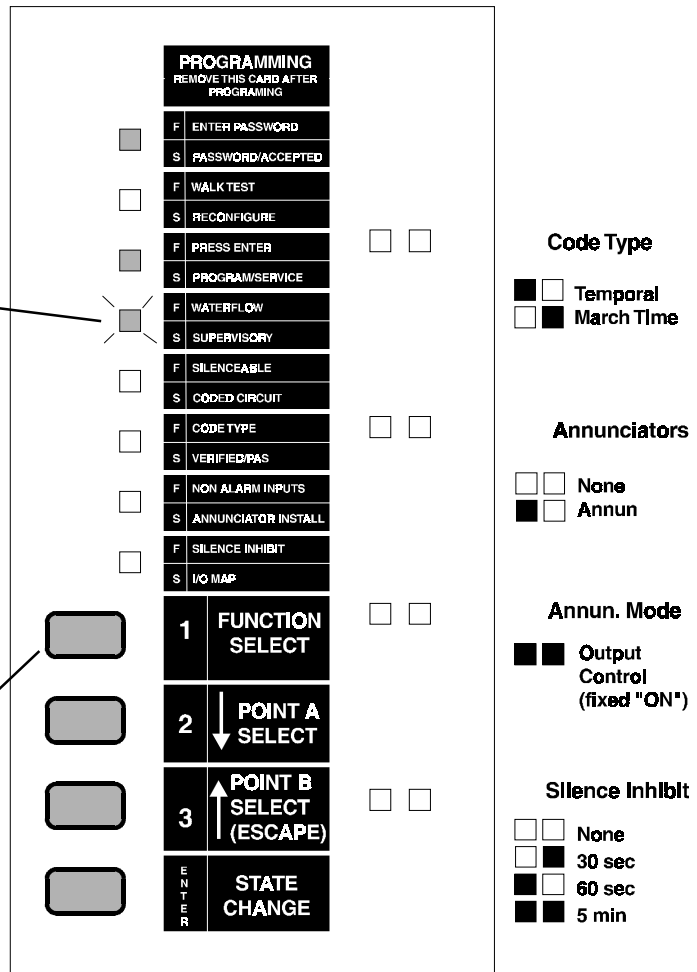 PROGRAMMING
REMOVE THIS CARD AFTER
PROGRAMING
F ENTER PASSWORD
S PASSWORD/ACCEPTED
F WALK TEST
S RECONFIGURE
F PRESS ENTER
S PROGRAM/SERVICE
F WATERFLOW
S SUPERVISORY
F SILENCEABLE
S CODED CIRCUIT
F CODE TYPE
S VERIFIED/PAS
F NON ALARM INPUTS
S ANNUNCIATOR INSTALL
F SILENCE INHIBIT
S I/O MAP
1 FUNCTION
SELECT
2 POINT A
SELECT
3 POINT B
SELECT
(ESCAPE)
ENTER STATE
CHANGE
Code Type
Temporal
March Time
Annunciators
None
Annun
Annun. Mode
Output
Control
(fixed "ON")
Silence Inhibit
None
30 sec
60 sec
5 min